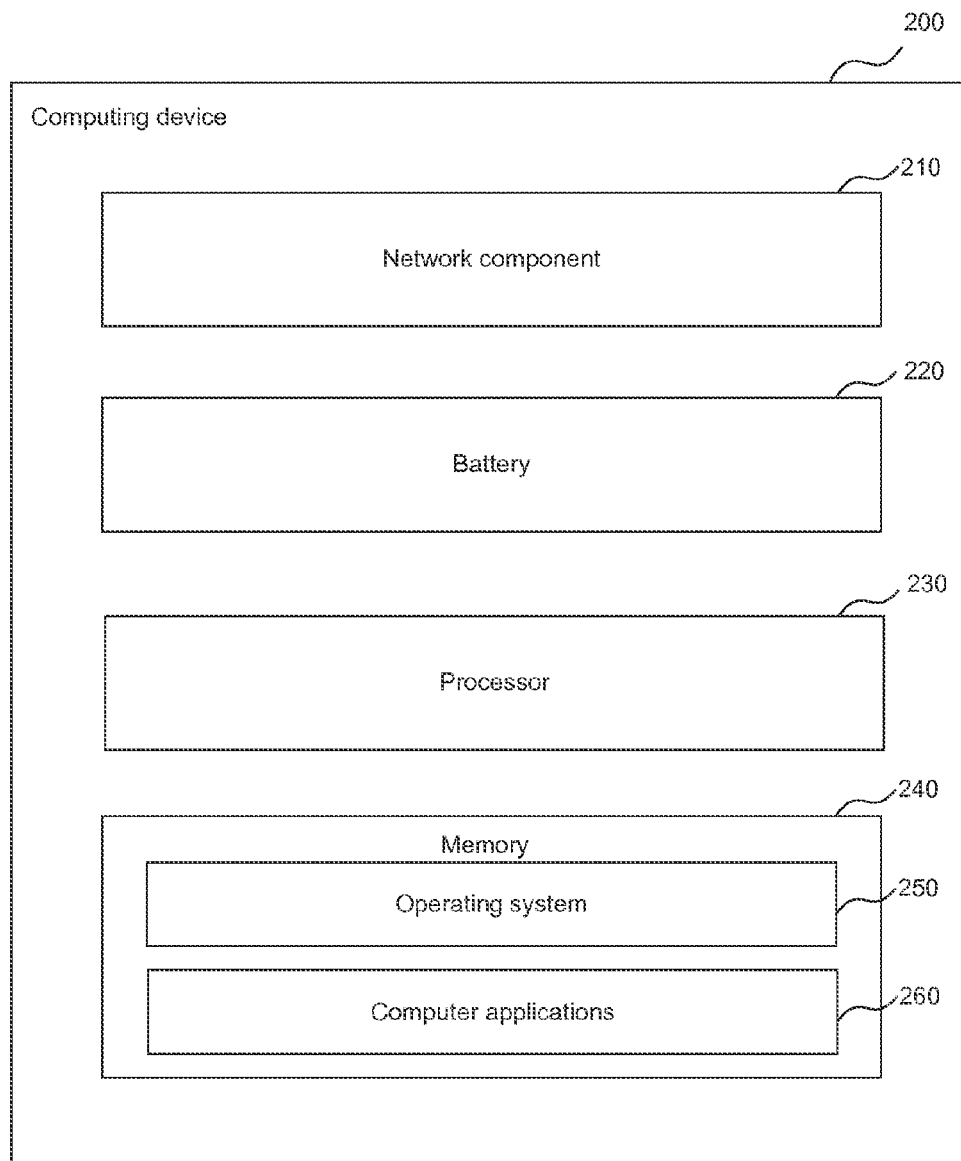 200
Computing device
210
Network component
220
Battery
230
Processor
240
Memory
Operating system
250
Computer applications
260